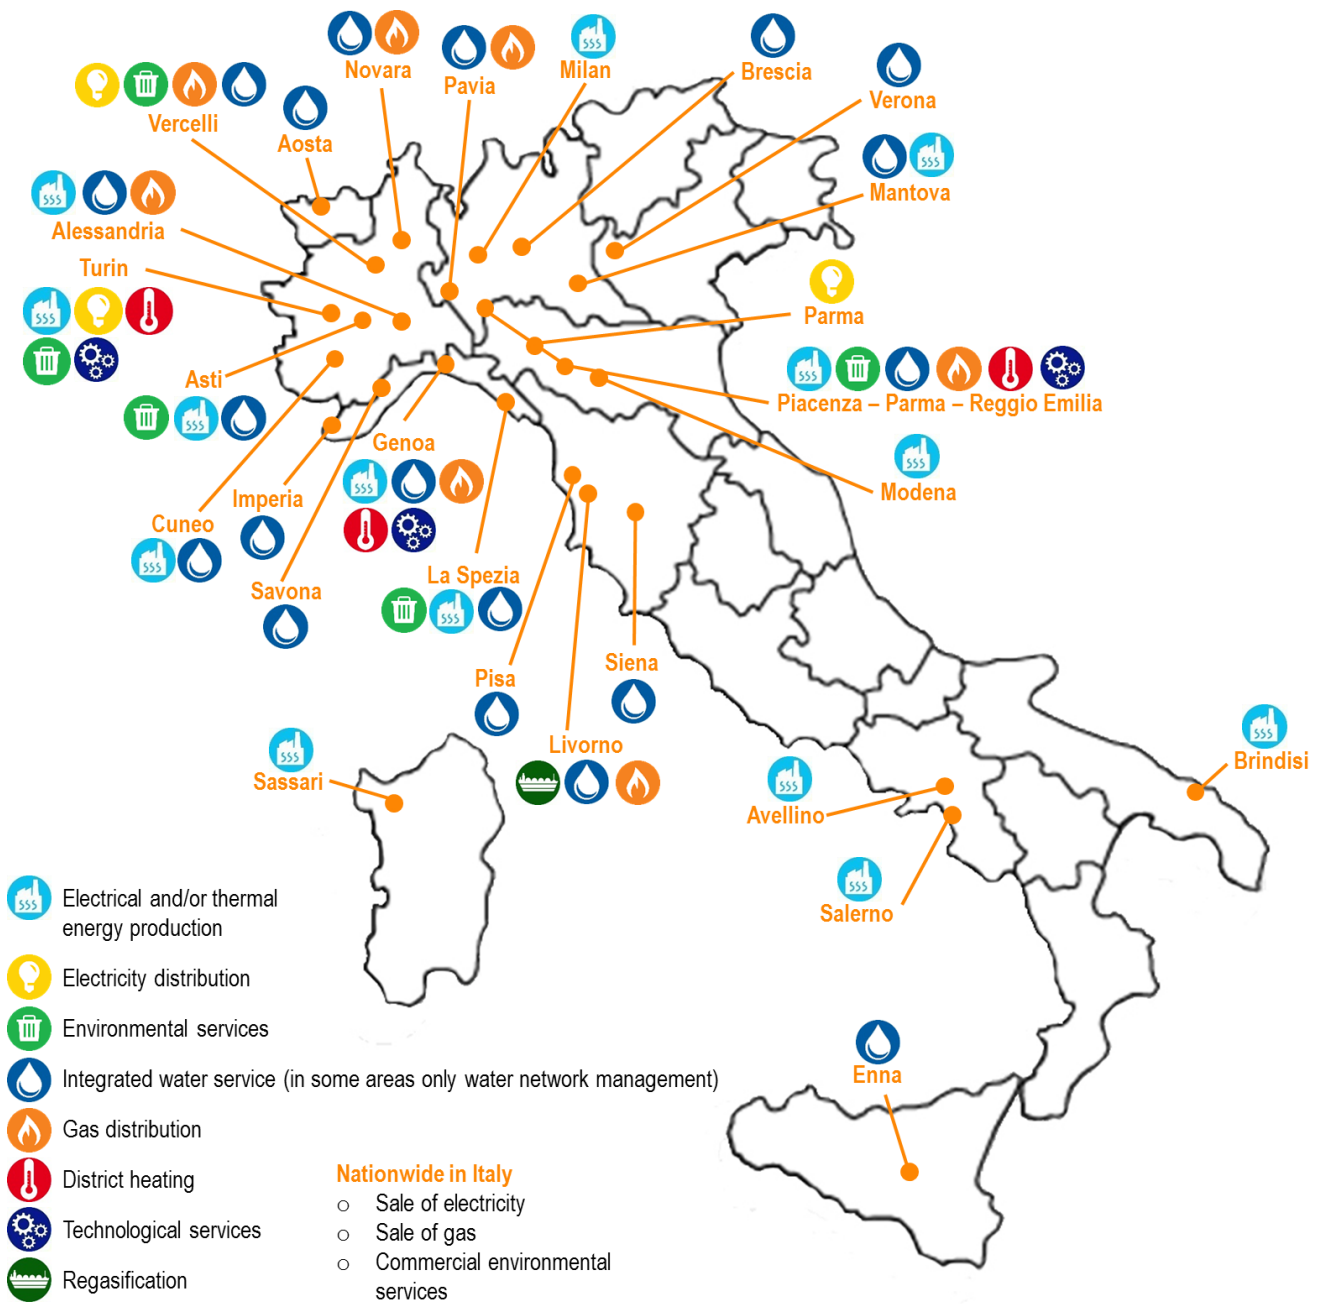 Novara
Pavia
Milan
Brescia
Verona
Vercelli
Aosta
Mantova
Alessandria
Turin
Parma
Asti
Piacenza – Parma – Reggio Emilia
Genoa
Modena
Imperia
Cuneo
La Spezia
Savona
Siena
Pisa
Livorno
Sassari
Brindisi
Avellino
Salerno
Enna
Electrical and/or thermal
energy production
Electricity distribution
Environmental services
Integrated water service (in some areas only water network management)
Gas distribution
District heating
Technological services
Regasification
Nationwide in Italy
o Sale of electricity
o Sale of gas
o Commercial environmental
services